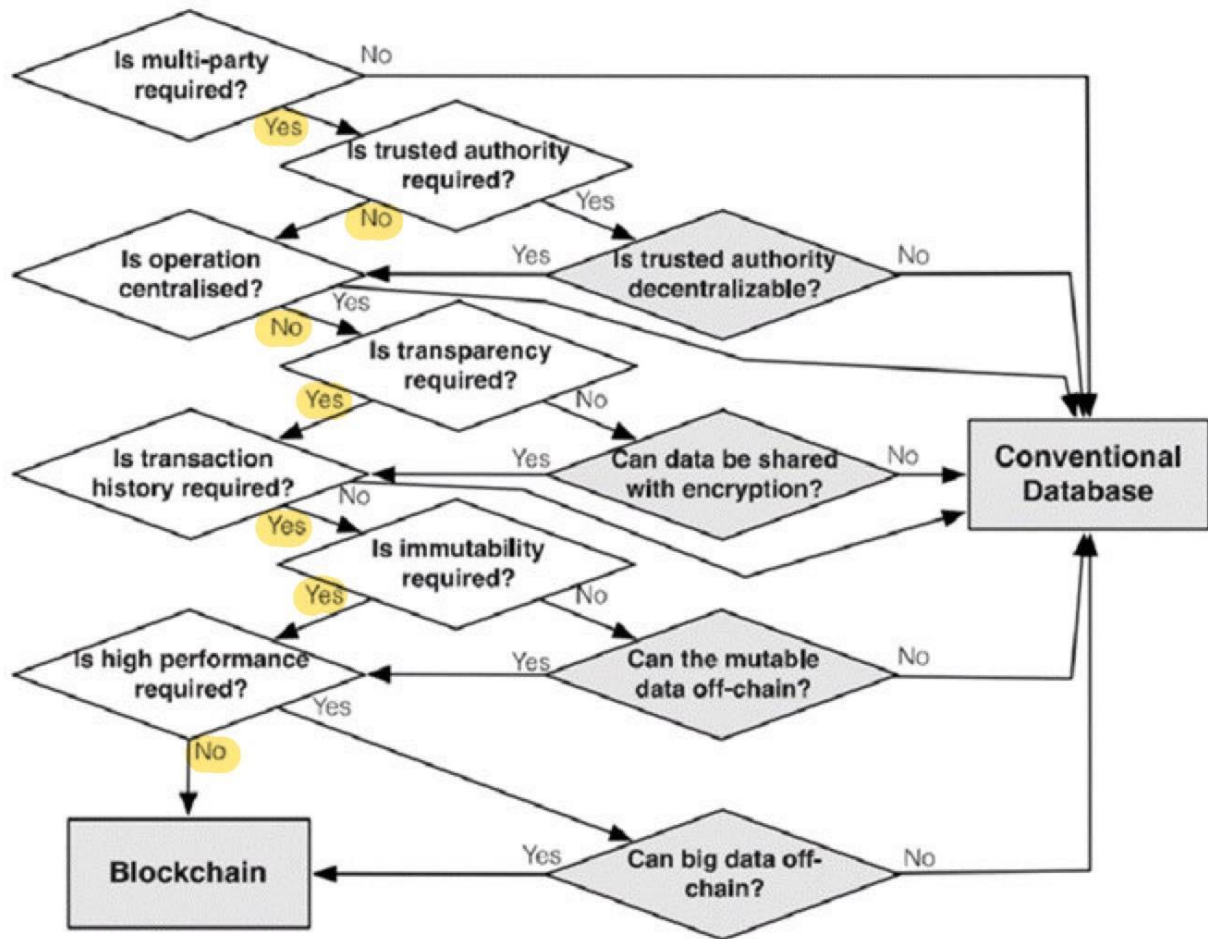 Is multi-party
required?
No
Yes
Is trusted authority
required?
No
Yes
Is operation
centralised?
Yes
Is trusted authority
decentralizable?
No
Yes
No
Is transparency
required?
Yes
No
Is transaction
history required?
Yes
Can data be shared
with encryption?
No
Conventional
Database
No
Yes
Is immutability
required?
Yes
No
Is high performance
required?
Yes
Can the mutable
data off-chain?
No
Yes
No
Blockchain
Yes
Can big data off-
chain?
No